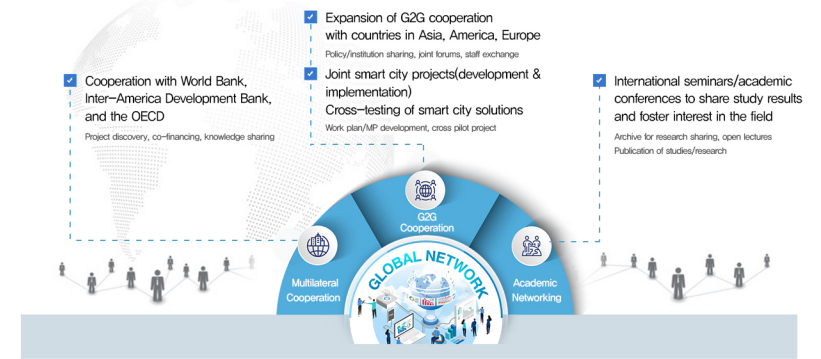 Expansion of G2G cooperation
with countries in Asia, America, Europe
Policy/institution sharing, joint forums, staff exchange
Joint smart city projects(development &
implementation)
Cross-testing of smart city solutions
Work plan/MP development, cross pilot project
Cooperation with World Bank,
Inter-America Development Bank,
and the OECD
Project discovery, co-financing, knowledge sharing
International seminars/academic
conferences to share study results
and foster interest in the field
Archive for research sharing, open lectures
Publication of studies/research
G2G
Cooperation
Multilateral
Cooperation
GLOBAL NETWORK
Academic
Networking